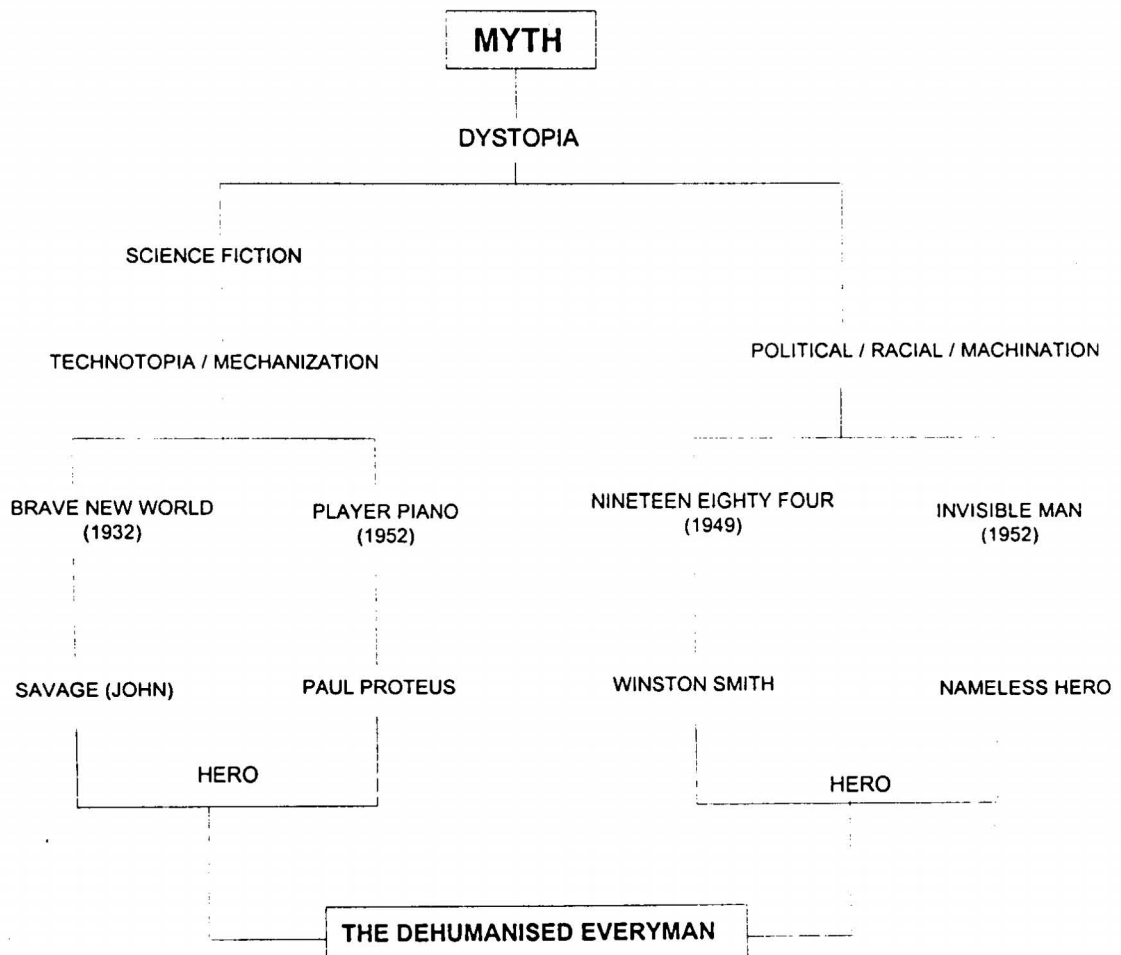 MYTH
DYSTOPIA
SCIENCE FICTION
TECHNOTOPIA / MECHANIZATION
POLITICAL / RACIAL / MACHINATION
BRAVE NEW WORLD
(1932)
PLAYER PIANO
(1952)
NINETEEN EIGHTY FOUR
(1949)
INVISIBLE MAN
(1952)
SAVAGE (JOHN)
PAUL PROTEUS
WINSTON SMITH
NAMELESS HERO
HERO
HERO
THE DEHUMANISED EVERYMAN